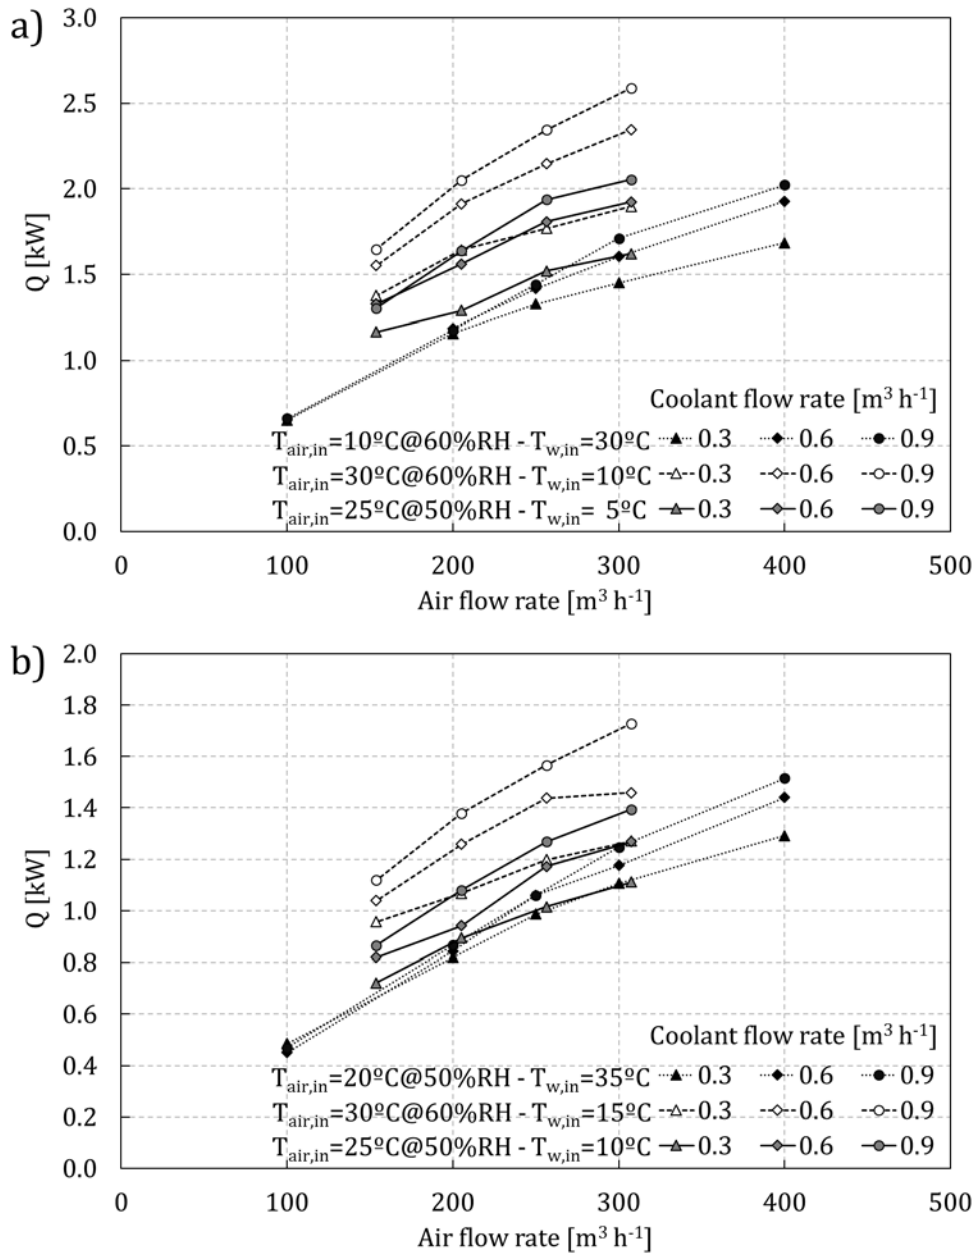 a)
3.0
2.5
2.0
1.5
1.0
0.5
0.0
Q [kW]
Coolant flow rate [m³ h⁻¹]
T_air,in=10ºC@60%RH - T_w,in=30ºC 0.3 0.6 0.9
T_air,in=30ºC@60%RH - T_w,in=10ºC 0.3 0.6 0.9
T_air,in=25ºC@50%RH - T_w,in= 5ºC 0.3 0.6 0.9
0 100 200 300 400 500
Air flow rate [m³ h⁻¹]
b)
2.0
1.8
1.6
1.4
1.2
1.0
0.8
0.6
0.4
0.2
0.0
Q [kW]
Coolant flow rate [m³ h⁻¹]
T_air,in=20ºC@50%RH - T_w,in=35ºC 0.3 0.6 0.9
T_air,in=30ºC@60%RH - T_w,in=15ºC 0.3 0.6 0.9
T_air,in=25ºC@50%RH - T_w,in=10ºC 0.3 0.6 0.9
0 100 200 300 400 500
Air flow rate [m³ h⁻¹]